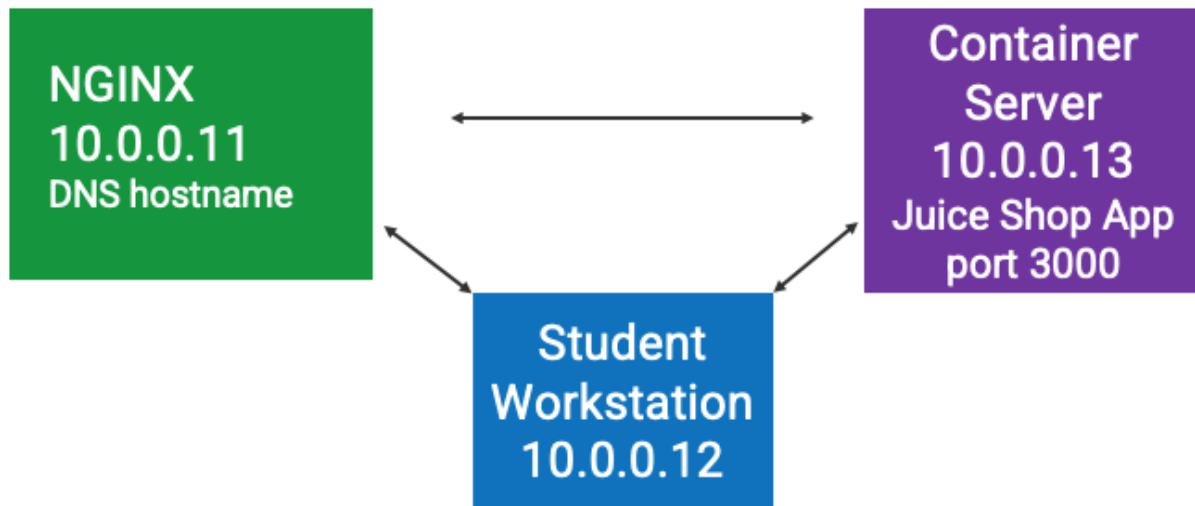 NGINX
10.0.0.11
DNS hostname
Container
Server
10.0.0.13
Juice Shop App
port 3000
Student
Workstation
10.0.0.12